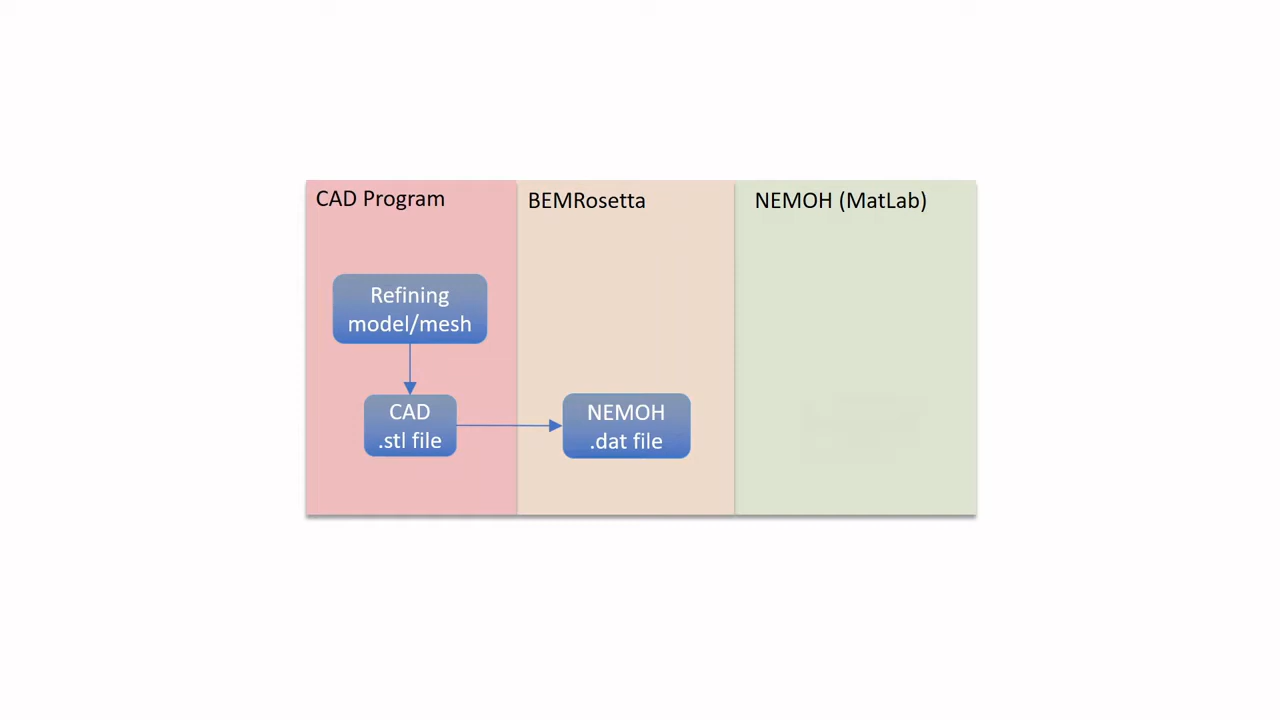 CAD Program
BEMRosetta
NEMOH (MatLab)
Refining
model/mesh
CAD
.stl file
NEMOH
.dat file